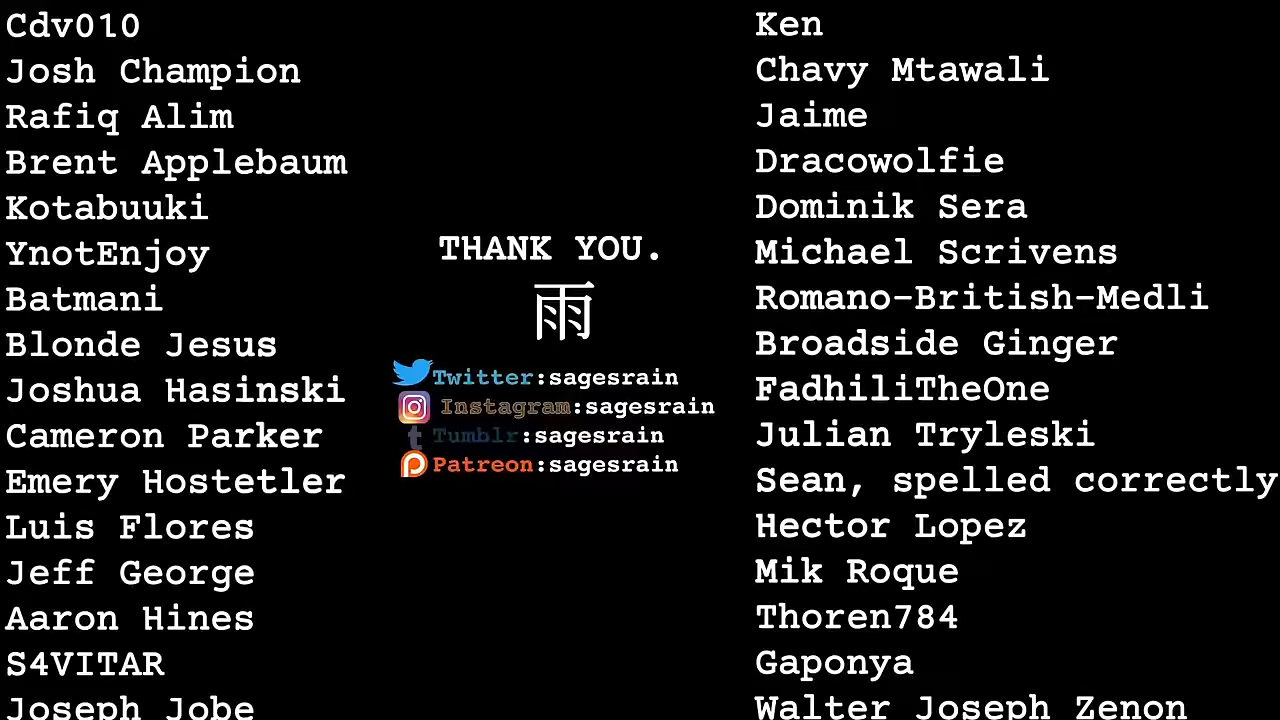 Cdv010
Josh Champion
Rafiq Alim
Brent Applebaum
Kotabuuki
YnotEnjoy
Batmani
Blonde Jesus
Joshua Hasinski
Cameron Parker
Emery Hostetler
Luis Flores
Jeff George
Aaron Hines
S4VITAR
Joseph Jobe
THANK YOU.
雨
Twitter:sagesrain
Instagram:sagesrain
Tumblr:sagesrain
Patreon:sagesrain
Ken
Chavy Mtawali
Jaime
Dracowolfie
Dominik Sera
Michael Scrivens
Romano-British-Medli
Broadside Ginger
FadhiliTheOne
Julian Tryleski
Sean, spelled correctly
Hector Lopez
Mik Roque
Thoren784
Gaponya
Walter Joseph Zenon